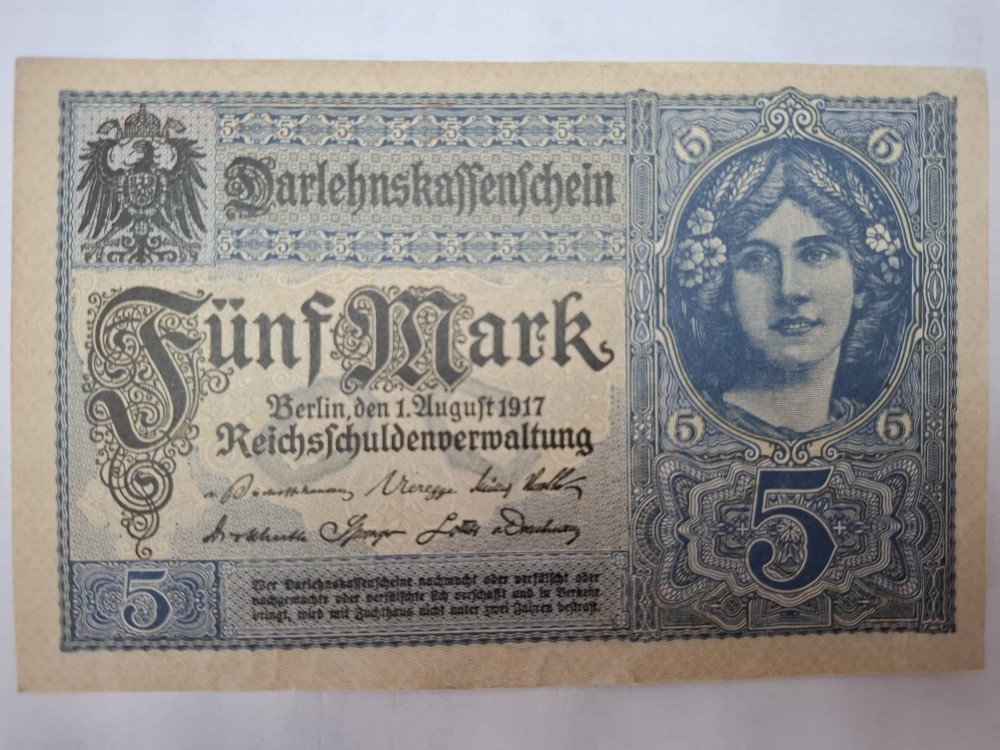 Darlehnskassenschein
Fünf Mark
Berlin, den 1. August 1917
Reichsschuldenverwaltung
Vieregge
Wer Darlehnskassenscheine nachmacht oder verfälscht oder
nachgemachte oder verfälschte sich verschafft und in Verkehr
bringt, wird mit Zuchthaus nicht unter zwei Jahren bestraft.
5
5 5
5 5
5